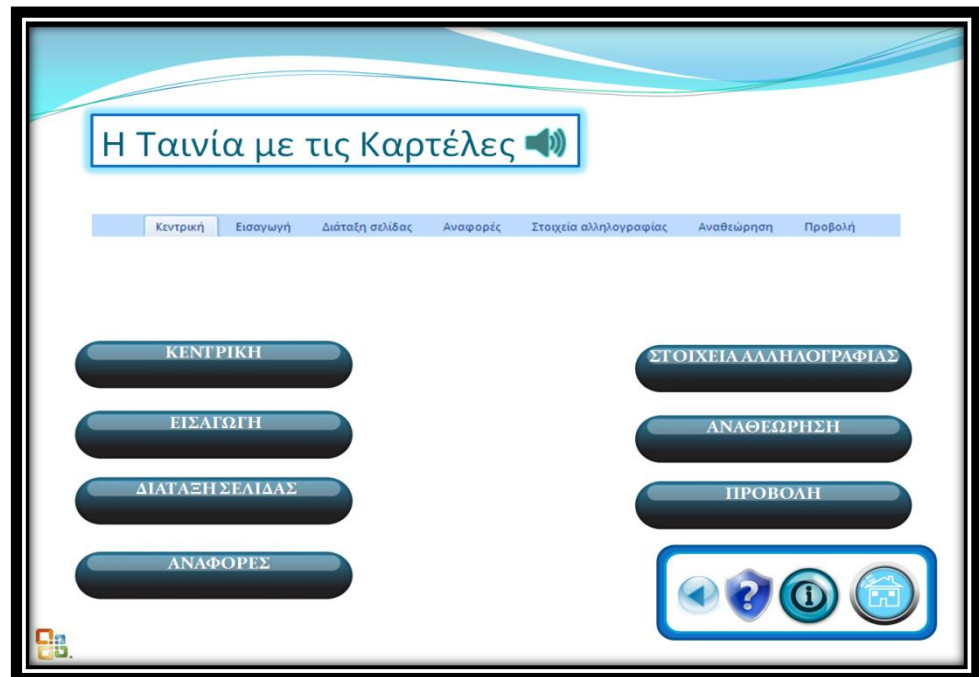 Η Ταινία με τις Καρτέλες
Κεντρική Εισαγωγή Διάταξη σελίδας Αναφορές Στοιχεία αλληλογραφίας Αναθεώρηση Προβολή
ΚΕΝΤΡΙΚΗ
ΕΙΣΑΓΩΓΗ
ΔΙΑΤΑΞΗ ΣΕΛΙΔΑΣ
ΑΝΑΦΟΡΕΣ
ΣΤΟΙΧΕΙΑ ΑΛΛΗΛΟΓΡΑΦΙΑΣ
ΑΝΑΘΕΩΡΗΣΗ
ΠΡΟΒΟΛΗ